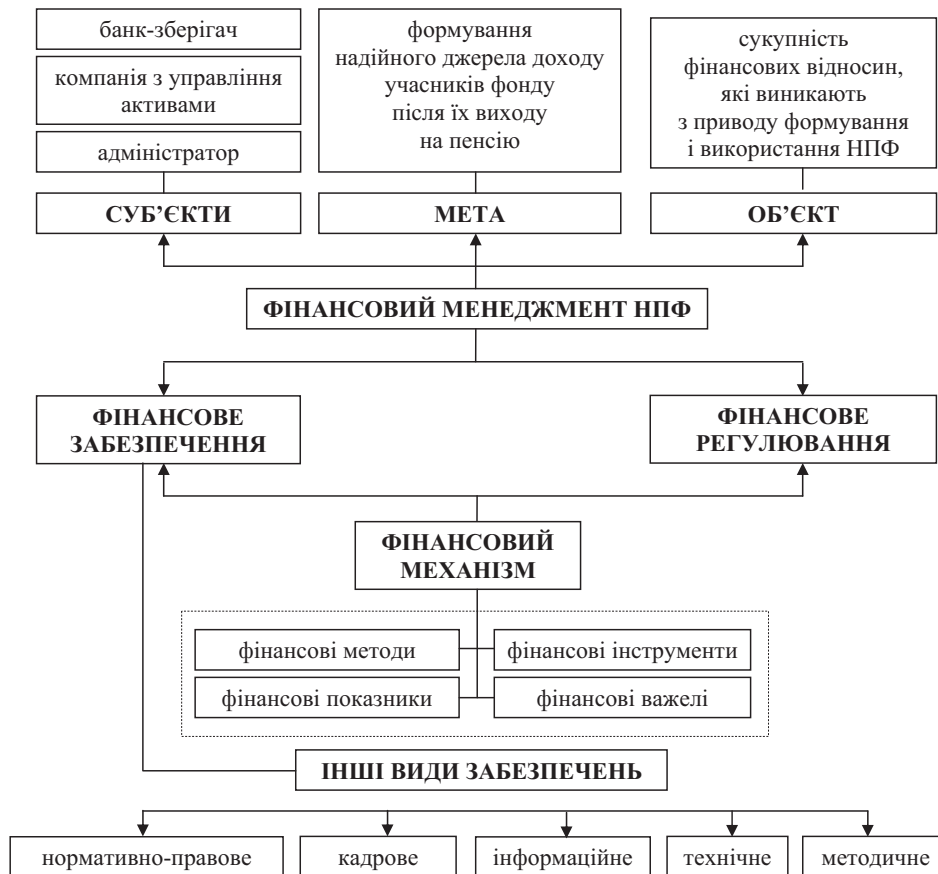 банк-зберігач
компанія з управління
активами
адміністратор
СУБ’ЄКТИ
формування
надійного джерела доходу
учасників фонду
після їх виходу
на пенсію
МЕТА
сукупність
фінансових відносин,
які виникають
з приводу формування
і використання НПФ
ОБ’ЄКТ
ФІНАНСОВИЙ МЕНЕДЖМЕНТ НПФ
ФІНАНСОВЕ
ЗАБЕЗПЕЧЕННЯ
ФІНАНСОВЕ
РЕГУЛЮВАННЯ
ФІНАНСОВИЙ
МЕХАНІЗМ
фінансові методи
фінансові інструменти
фінансові показники
фінансові важелі
ІНШІ ВИДИ ЗАБЕЗПЕЧЕНЬ
нормативно-правове
кадрове
інформаційне
технічне
методичне